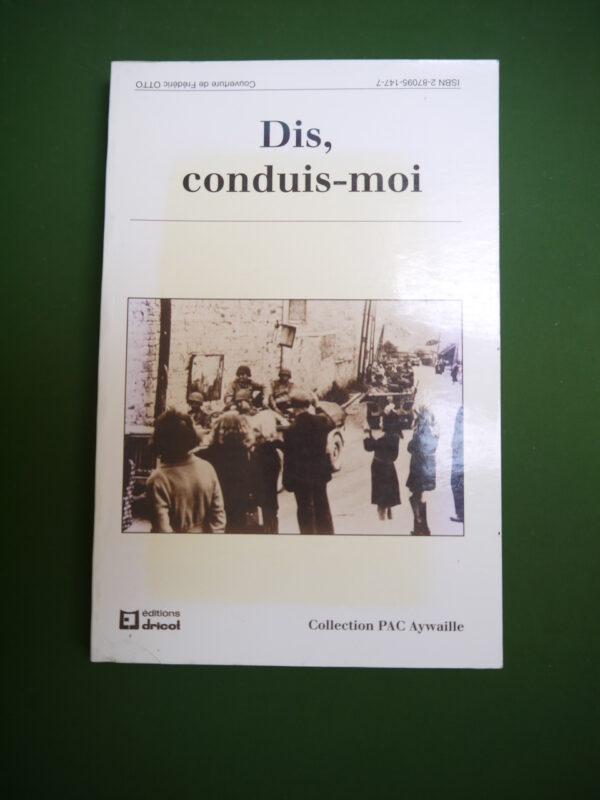 Couverture de Frédéric OTTO
ISBN 2-87095-147-7
Dis,
conduis-moi
éditions
dricot
Collection PAC Aywaille